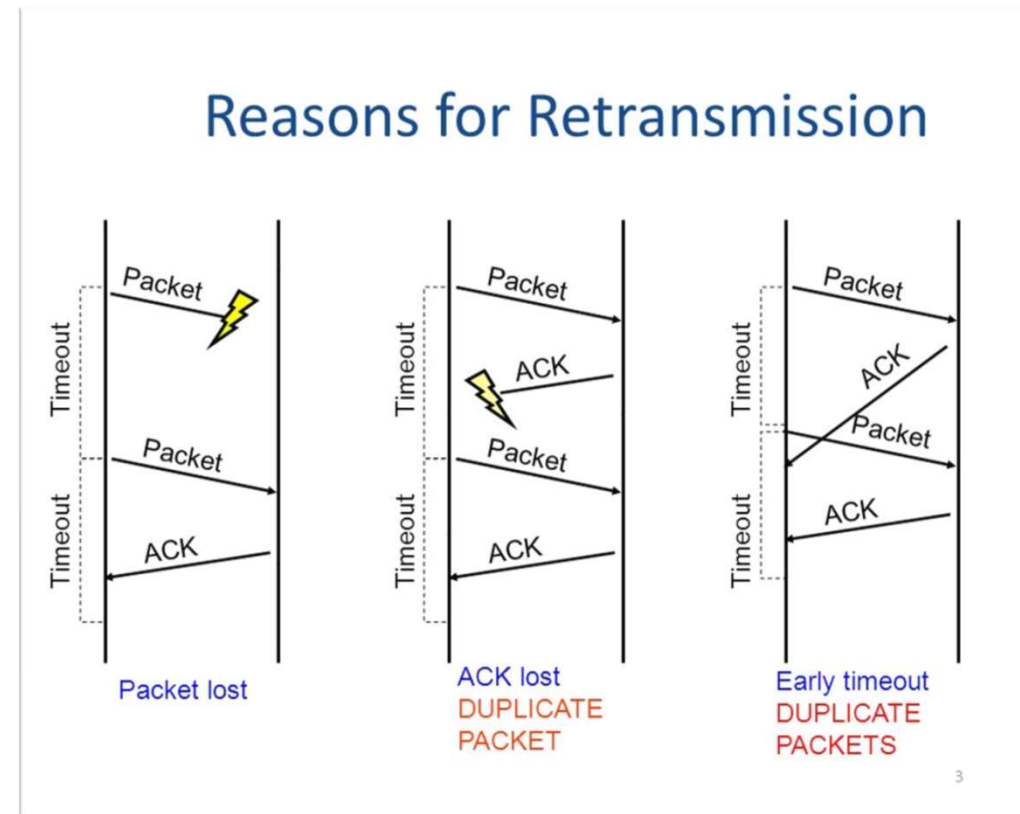 Reasons for Retransmission
Timeout
Packet
Timeout
Packet
ACK
Packet lost
Timeout
Packet
ACK
Timeout
Packet
ACK
ACK lost
DUPLICATE
PACKET
Timeout
Packet
ACK
Timeout
Packet
ACK
Early timeout
DUPLICATE
PACKETS
3